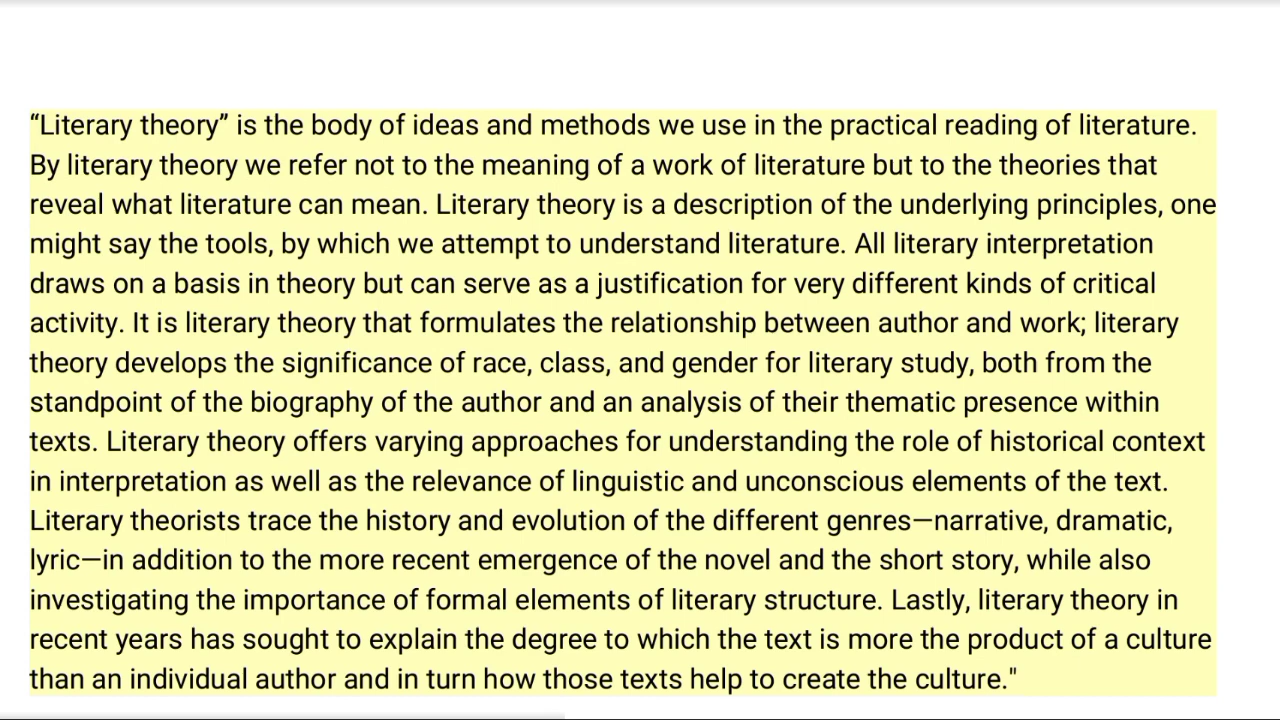 “Literary theory” is the body of ideas and methods we use in the practical reading of literature.
By literary theory we refer not to the meaning of a work of literature but to the theories that
reveal what literature can mean. Literary theory is a description of the underlying principles, one
might say the tools, by which we attempt to understand literature. All literary interpretation
draws on a basis in theory but can serve as a justification for very different kinds of critical
activity. It is literary theory that formulates the relationship between author and work; literary
theory develops the significance of race, class, and gender for literary study, both from the
standpoint of the biography of the author and an analysis of their thematic presence within
texts. Literary theory offers varying approaches for understanding the role of historical context
in interpretation as well as the relevance of linguistic and unconscious elements of the text.
Literary theorists trace the history and evolution of the different genres—narrative, dramatic,
lyric—in addition to the more recent emergence of the novel and the short story, while also
investigating the importance of formal elements of literary structure. Lastly, literary theory in
recent years has sought to explain the degree to which the text is more the product of a culture
than an individual author and in turn how those texts help to create the culture."